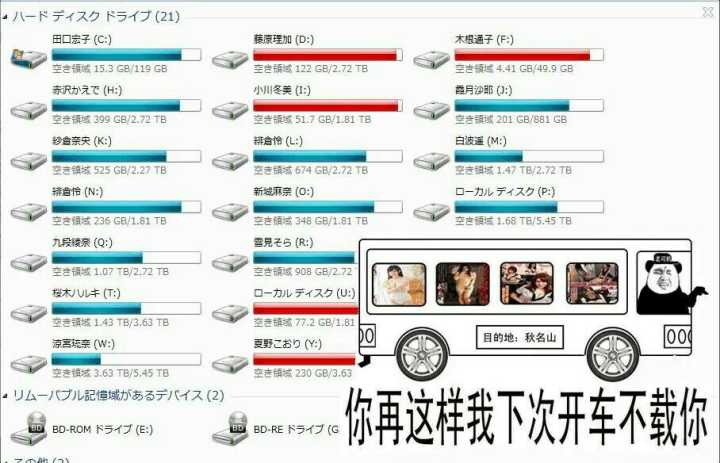 ハード ディスク ドライブ (21)
田口宏子 (C:)
空き領域 15.3 GB/119 GB
藤原理加 (D:)
空き領域 122 GB/2.72 TB
木根通子 (F:)
空き領域 4.41 GB/49.9 GB
赤沢かえで (H:)
空き領域 399 GB/2.72 TB
小川冬美 (I:)
空き領域 51.7 GB/1.81 TB
霧月沙郎 (J:)
空き領域 201 GB/881 GB
紗倉奈央 (K:)
空き領域 525 GB/2.27 TB
緋倉怜 (L:)
空き領域 674 GB/2.72 TB
白波遥 (M:)
空き領域 1.47 TB/2.72 TB
緋倉怜 (N:)
空き領域 236 GB/1.81 TB
新城麻奈 (O:)
空き領域 348 GB/1.81 TB
ローカル ディスク (P:)
空き領域 1.68 TB/5.45 TB
九段綾奈 (Q:)
空き領域 1.07 TB/2.72 TB
雪見そら (R:)
空き領域 908 GB/2.72
桜木ハルキ (T:)
空き領域 1.43 TB/3.63 TB
ローカル ディスク (U:)
空き領域 77.2 GB/1.81
涼宮琉奈 (W:)
空き領域 3.63 TB/5.45 TB
夏野こおり (Y:)
空き領域 230 GB/3.63
老司机
目的地：秋名山
リムーバブル記憶域があるデバイス (2)
BD-ROM ドライブ (E:)
BD-RE ドライブ (G
你再这样我下次开车不载你
その他 (2)